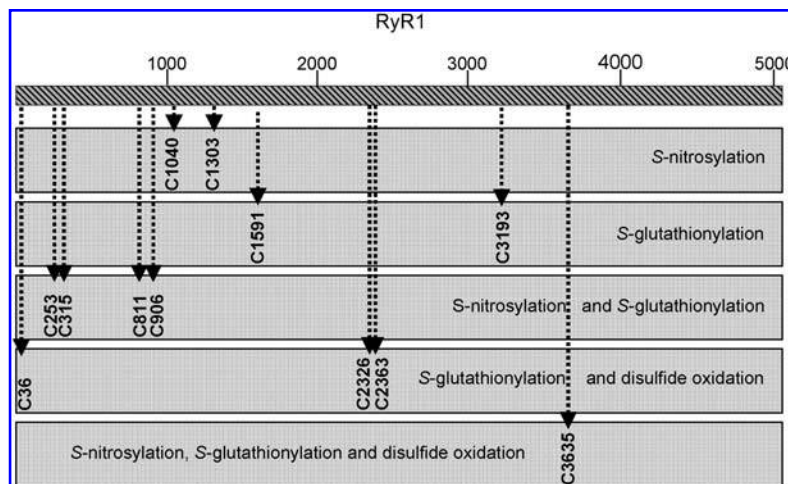 RyR1
1000 2000 3000 4000 5000
C1040 C1303 S-nitrosylation
C1591 C3193 S-glutathionylation
C253 C315 C811 C906 S-nitrosylation and S-glutathionylation
C36 C2326 C2363 S-glutathionylation and disulfide oxidation
S-nitrosylation, S-glutathionylation and disulfide oxidation C3635